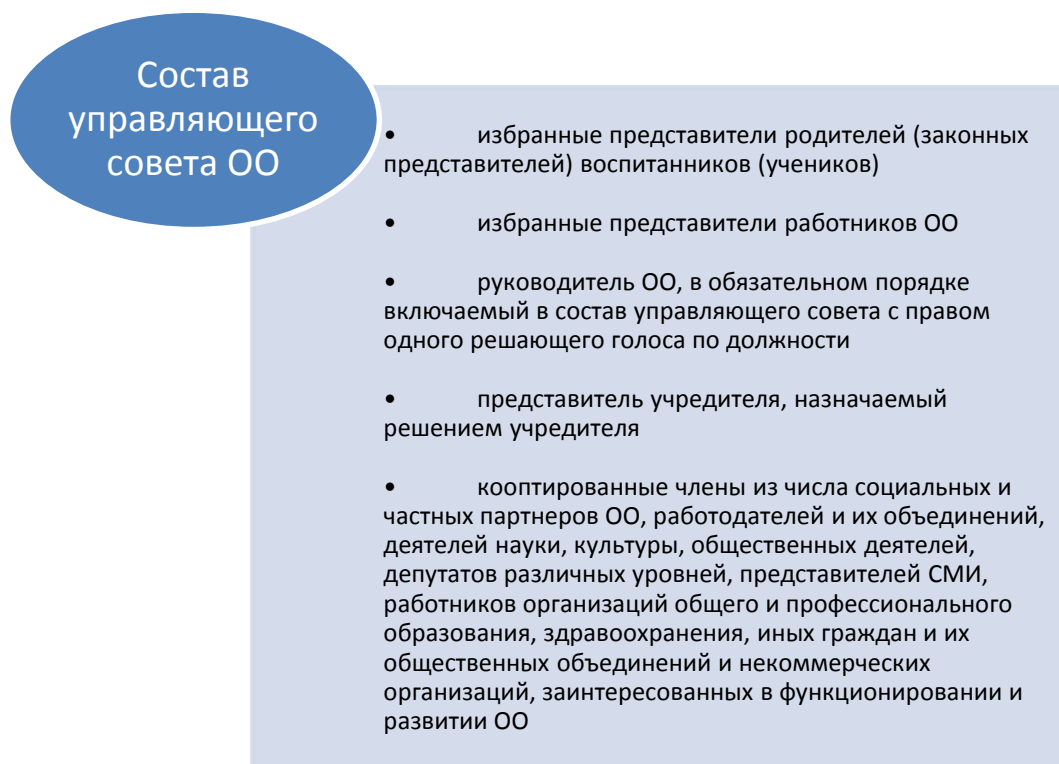 Состав
управляющего
совета ОО
• избранные представители родителей (законных
представителей) воспитанников (учеников)
• избранные представители работников ОО
• руководитель ОО, в обязательном порядке
включаемый в состав управляющего совета с правом
одного решающего голоса по должности
• представитель учредителя, назначаемый
решением учредителя
• кооптированные члены из числа социальных и
частных партнеров ОО, работодателей и их объединений,
деятелей науки, культуры, общественных деятелей,
депутатов различных уровней, представителей СМИ,
работников организаций общего и профессионального
образования, здравоохранения, иных граждан и их
общественных объединений и некоммерческих
организаций, заинтересованных в функционировании и
развитии ОО